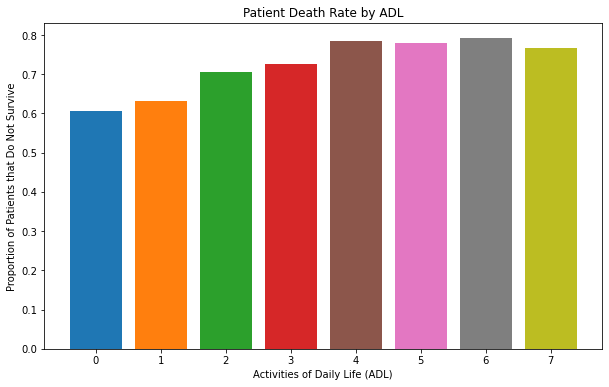 Patient Death Rate by ADL
Proportion of Patients that Do Not Survive
0.8
0.7
0.6
0.5
0.4
0.3
0.2
0.1
0.0
0 1 2 3 4 5 6 7
Activities of Daily Life (ADL)